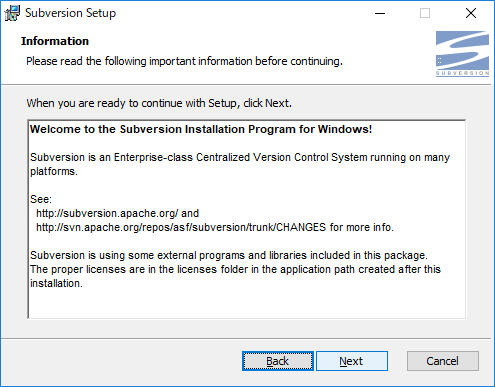 Subversion Setup
Information
Please read the following important information before continuing.
SUBVERSION
When you are ready to continue with Setup, click Next.
Welcome to the Subversion Installation Program for Windows!
Subversion is an Enterprise-class Centralized Version Control System running on many
platforms.
See:
http://subversion.apache.org/ and
http://svn.apache.org/repos/asf/subversion/trunk/CHANGES for more info.
Subversion is using some external programs and libraries included in this package.
The proper licenses are in the licenses folder in the application path created after this
installation.
Back
Next
Cancel